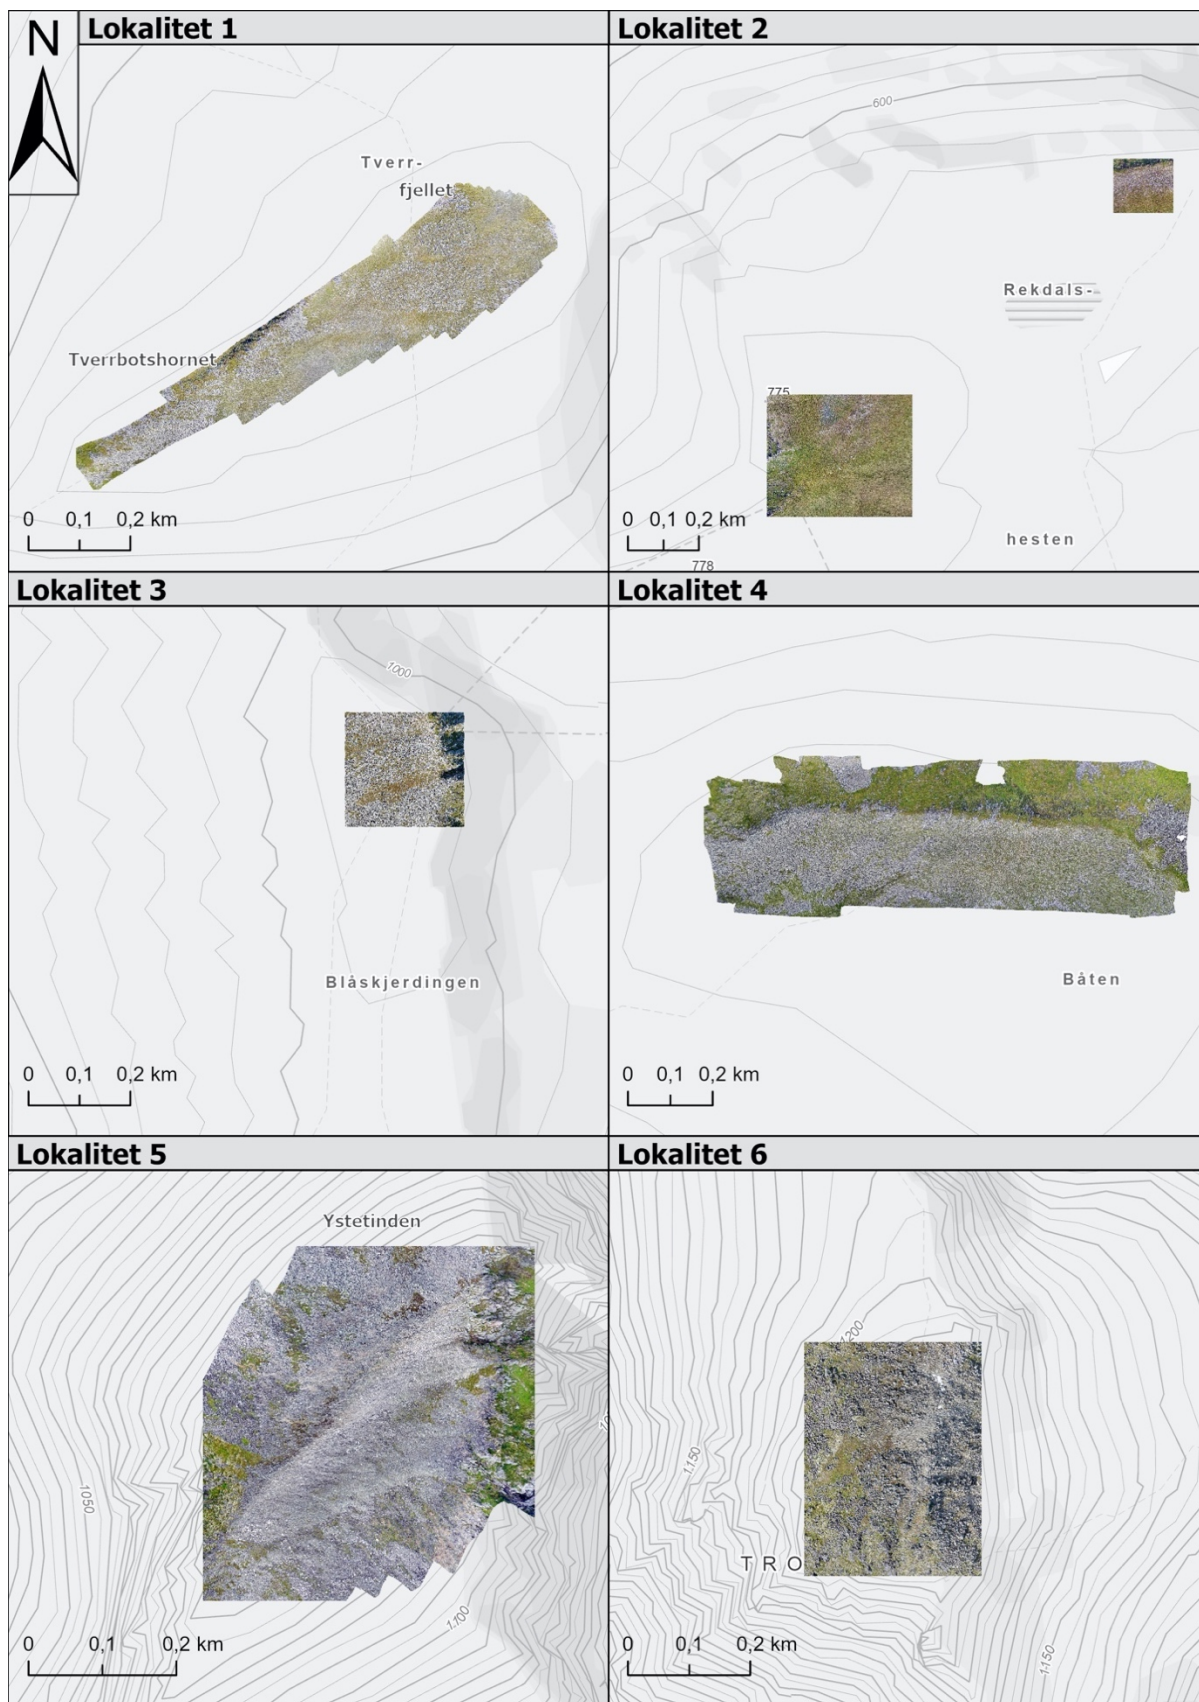 N
Lokalitet 1
Tverr-
fjellet
Tverrbotshornet
0 0,1 0,2 km
Lokalitet 2
600
Rekdals-
775
hesten
0 0,1 0,2 km
778
Lokalitet 3
1000
Blåskjerdingen
0 0,1 0,2 km
Lokalitet 4
Båten
0 0,1 0,2 km
Lokalitet 5
Ystetinden
1050
1100
0 0,1 0,2 km
Lokalitet 6
1200
1150
TRO
1150
0 0,1 0,2 km